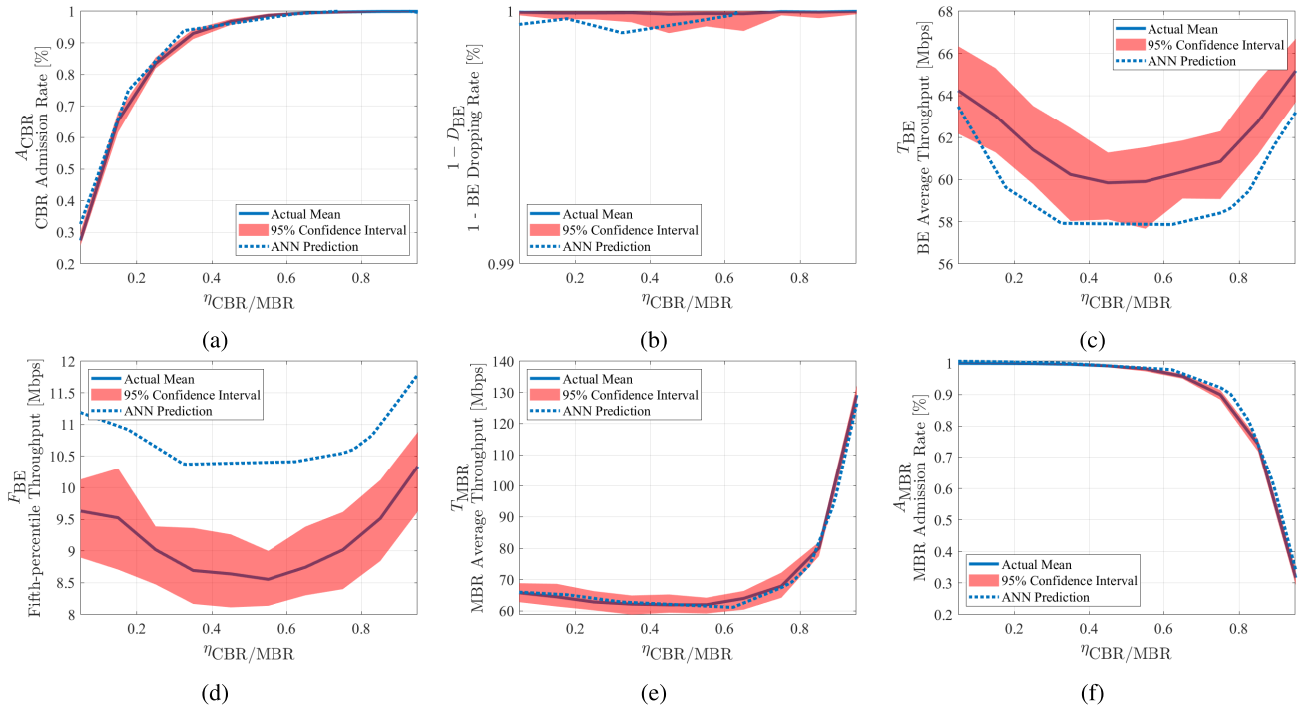 1
0.9
0.8
0.7
0.6
0.5
0.4
0.3
0.2
A_CBR
CBR Admission Rate [%]
Actual Mean
95% Confidence Interval
ANN Prediction
0.2
0.4
0.6
0.8
η_CBR/MBR
(a)
1
0.99
1 − D_BE
1 - BE Dropping Rate [%]
Actual Mean
95% Confidence Interval
ANN Prediction
0.2
0.4
0.6
0.8
η_CBR/MBR
(b)
68
66
64
62
60
58
56
T_BE
BE Average Throughput [Mbps]
Actual Mean
95% Confidence Interval
ANN Prediction
0.2
0.4
0.6
0.8
η_CBR/MBR
(c)
12
11.5
11
10.5
10
9.5
9
8.5
8
F_BE
Fifth-percentile Throughput [Mbps]
Actual Mean
95% Confidence Interval
ANN Prediction
0.2
0.4
0.6
0.8
η_CBR/MBR
(d)
140
130
120
110
100
90
80
70
60
T_MBR
MBR Average Throughput [Mbps]
Actual Mean
95% Confidence Interval
ANN Prediction
0.2
0.4
0.6
0.8
η_CBR/MBR
(e)
1
0.9
0.8
0.7
0.6
0.5
0.4
0.3
0.2
A_MBR
MBR Admission Rate [%]
Actual Mean
95% Confidence Interval
ANN Prediction
0.2
0.4
0.6
0.8
η_CBR/MBR
(f)